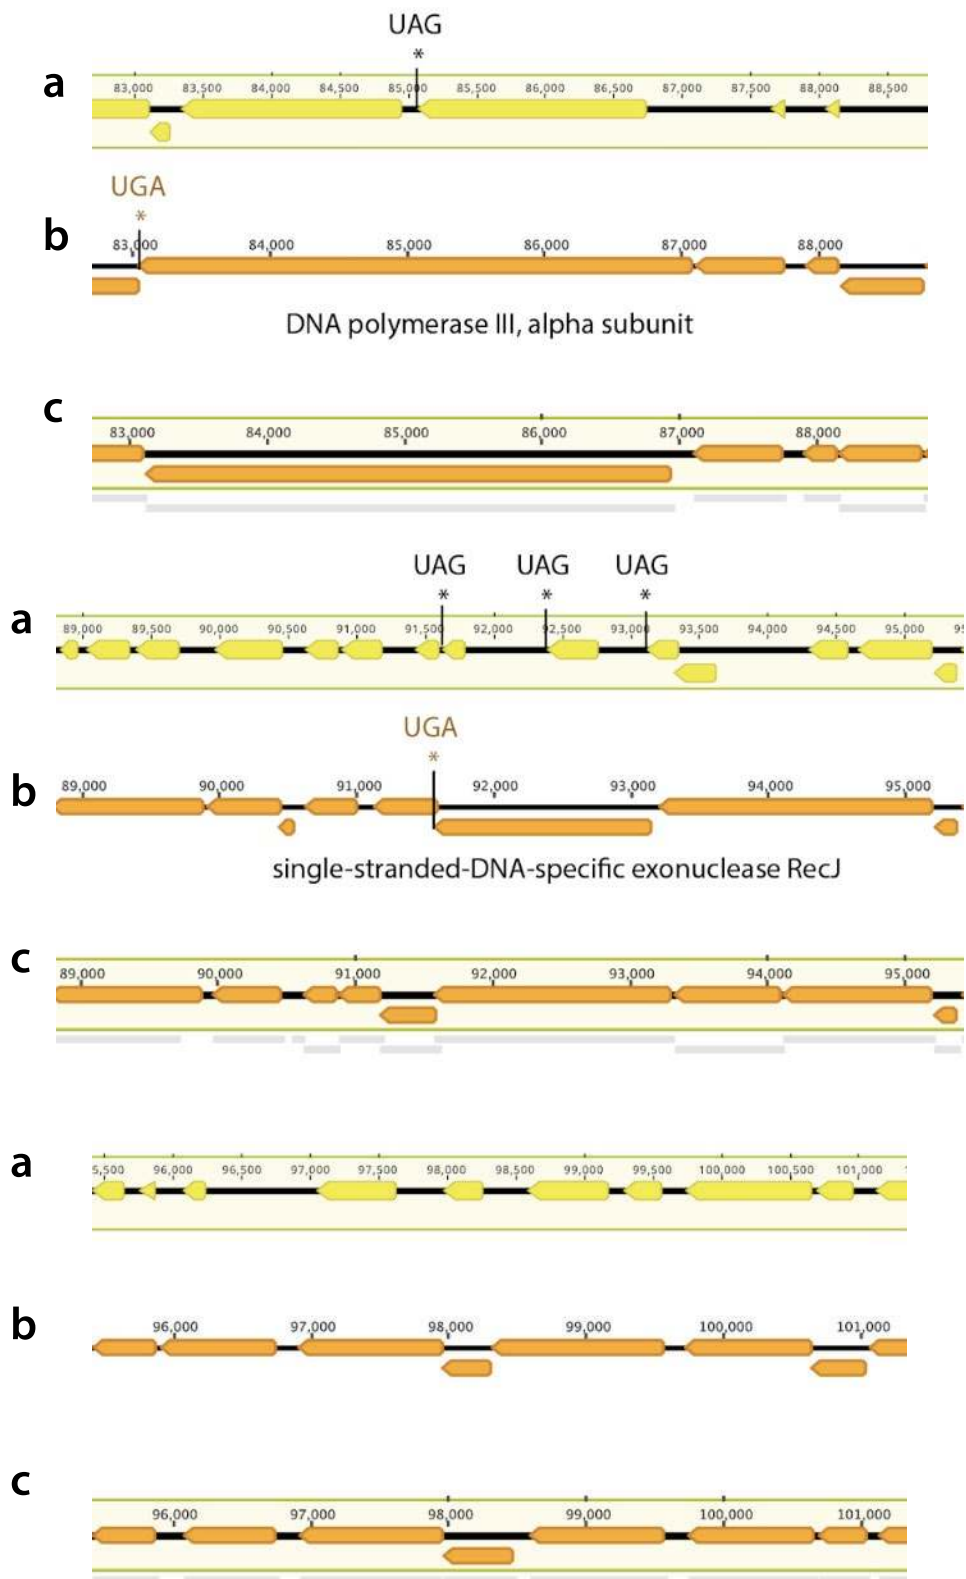 UAG
*
a
83,000 83,500 84,000 84,500 85,000 85,500 86,000 86,500 87,000 87,500 88,000 88,500
UGA
*
b
83,000 84,000 85,000 86,000 87,000 88,000
DNA polymerase III, alpha subunit
c
83,000 84,000 85,000 86,000 87,000 88,000
UAG UAG UAG
* * *
a
89,000 89,500 90,000 90,500 91,000 91,500 92,000 92,500 93,000 93,500 94,000 94,500 95,000 95
UGA
*
b
89,000 90,000 91,000 92,000 93,000 94,000 95,000
single-stranded-DNA-specific exonuclease RecJ
c
89,000 90,000 91,000 92,000 93,000 94,000 95,000
a
5,500 96,000 96,500 97,000 97,500 98,000 98,500 99,000 99,500 100,000 100,500 101,000
b
96,000 97,000 98,000 99,000 100,000 101,000
c
96,000 97,000 98,000 99,000 100,000 101,000